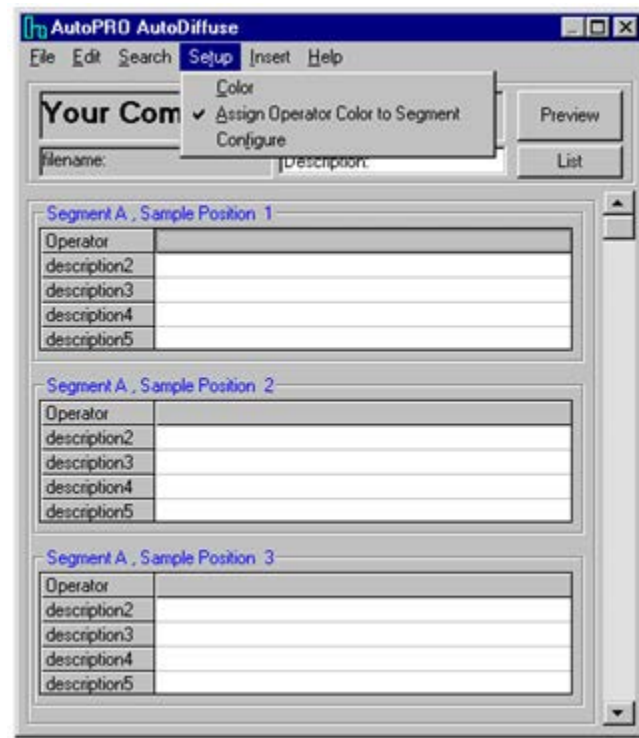 AutoPRO AutoDiffuse
File Edit Search Setup Insert Help
Color
Assign Operator Color to Segment
Configure
Your Com
Preview
filename:
Description:
List
Segment A , Sample Position 1
Operator
description2
description3
description4
description5
Segment A , Sample Position 2
Operator
description2
description3
description4
description5
Segment A , Sample Position 3
Operator
description2
description3
description4
description5